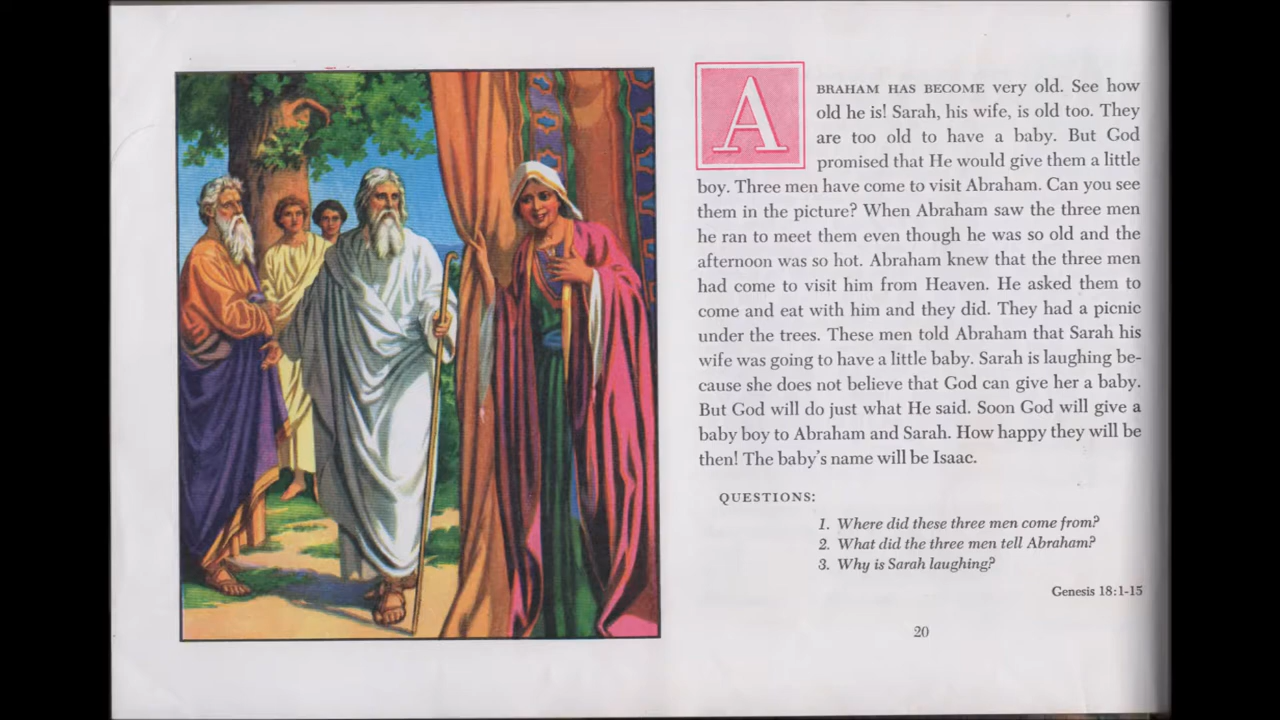 ABRAHAM HAS BECOME very old. See how
old he is! Sarah, his wife, is old too. They
are too old to have a baby. But God
promised that He would give them a little
boy. Three men have come to visit Abraham. Can you see
them in the picture? When Abraham saw the three men
he ran to meet them even though he was so old and the
afternoon was so hot. Abraham knew that the three men
had come to visit him from Heaven. He asked them to
come and eat with him and they did. They had a picnic
under the trees. These men told Abraham that Sarah his
wife was going to have a little baby. Sarah is laughing be-
cause she does not believe that God can give her a baby.
But God will do just what He said. Soon God will give a
baby boy to Abraham and Sarah. How happy they will be
then! The baby's name will be Isaac.
QUESTIONS:
1. Where did these three men come from?
2. What did the three men tell Abraham?
3. Why is Sarah laughing?
Genesis 18:1-15
20